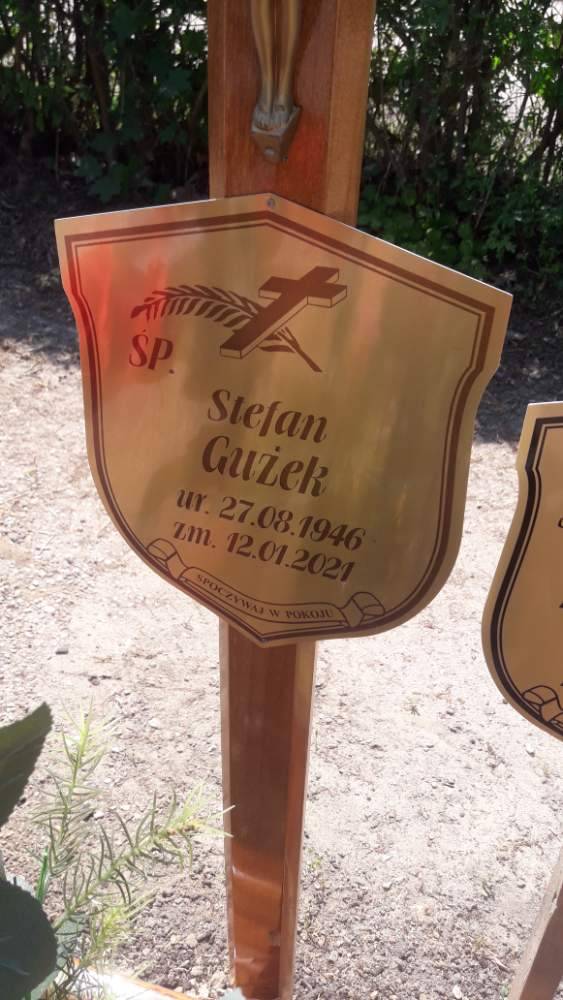 ŚP.
Stefan
Gużek
ur. 27.08.1946
zm. 12.01.2021
SPOCZYWAJ W POKOJU